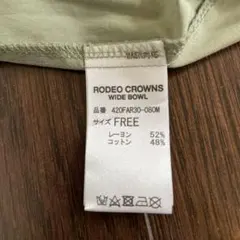 RODEO CROWNS
WIDE BOWL
品番 420FAR30-080M
サイズ FREE
レーヨン 52%
コットン 48%